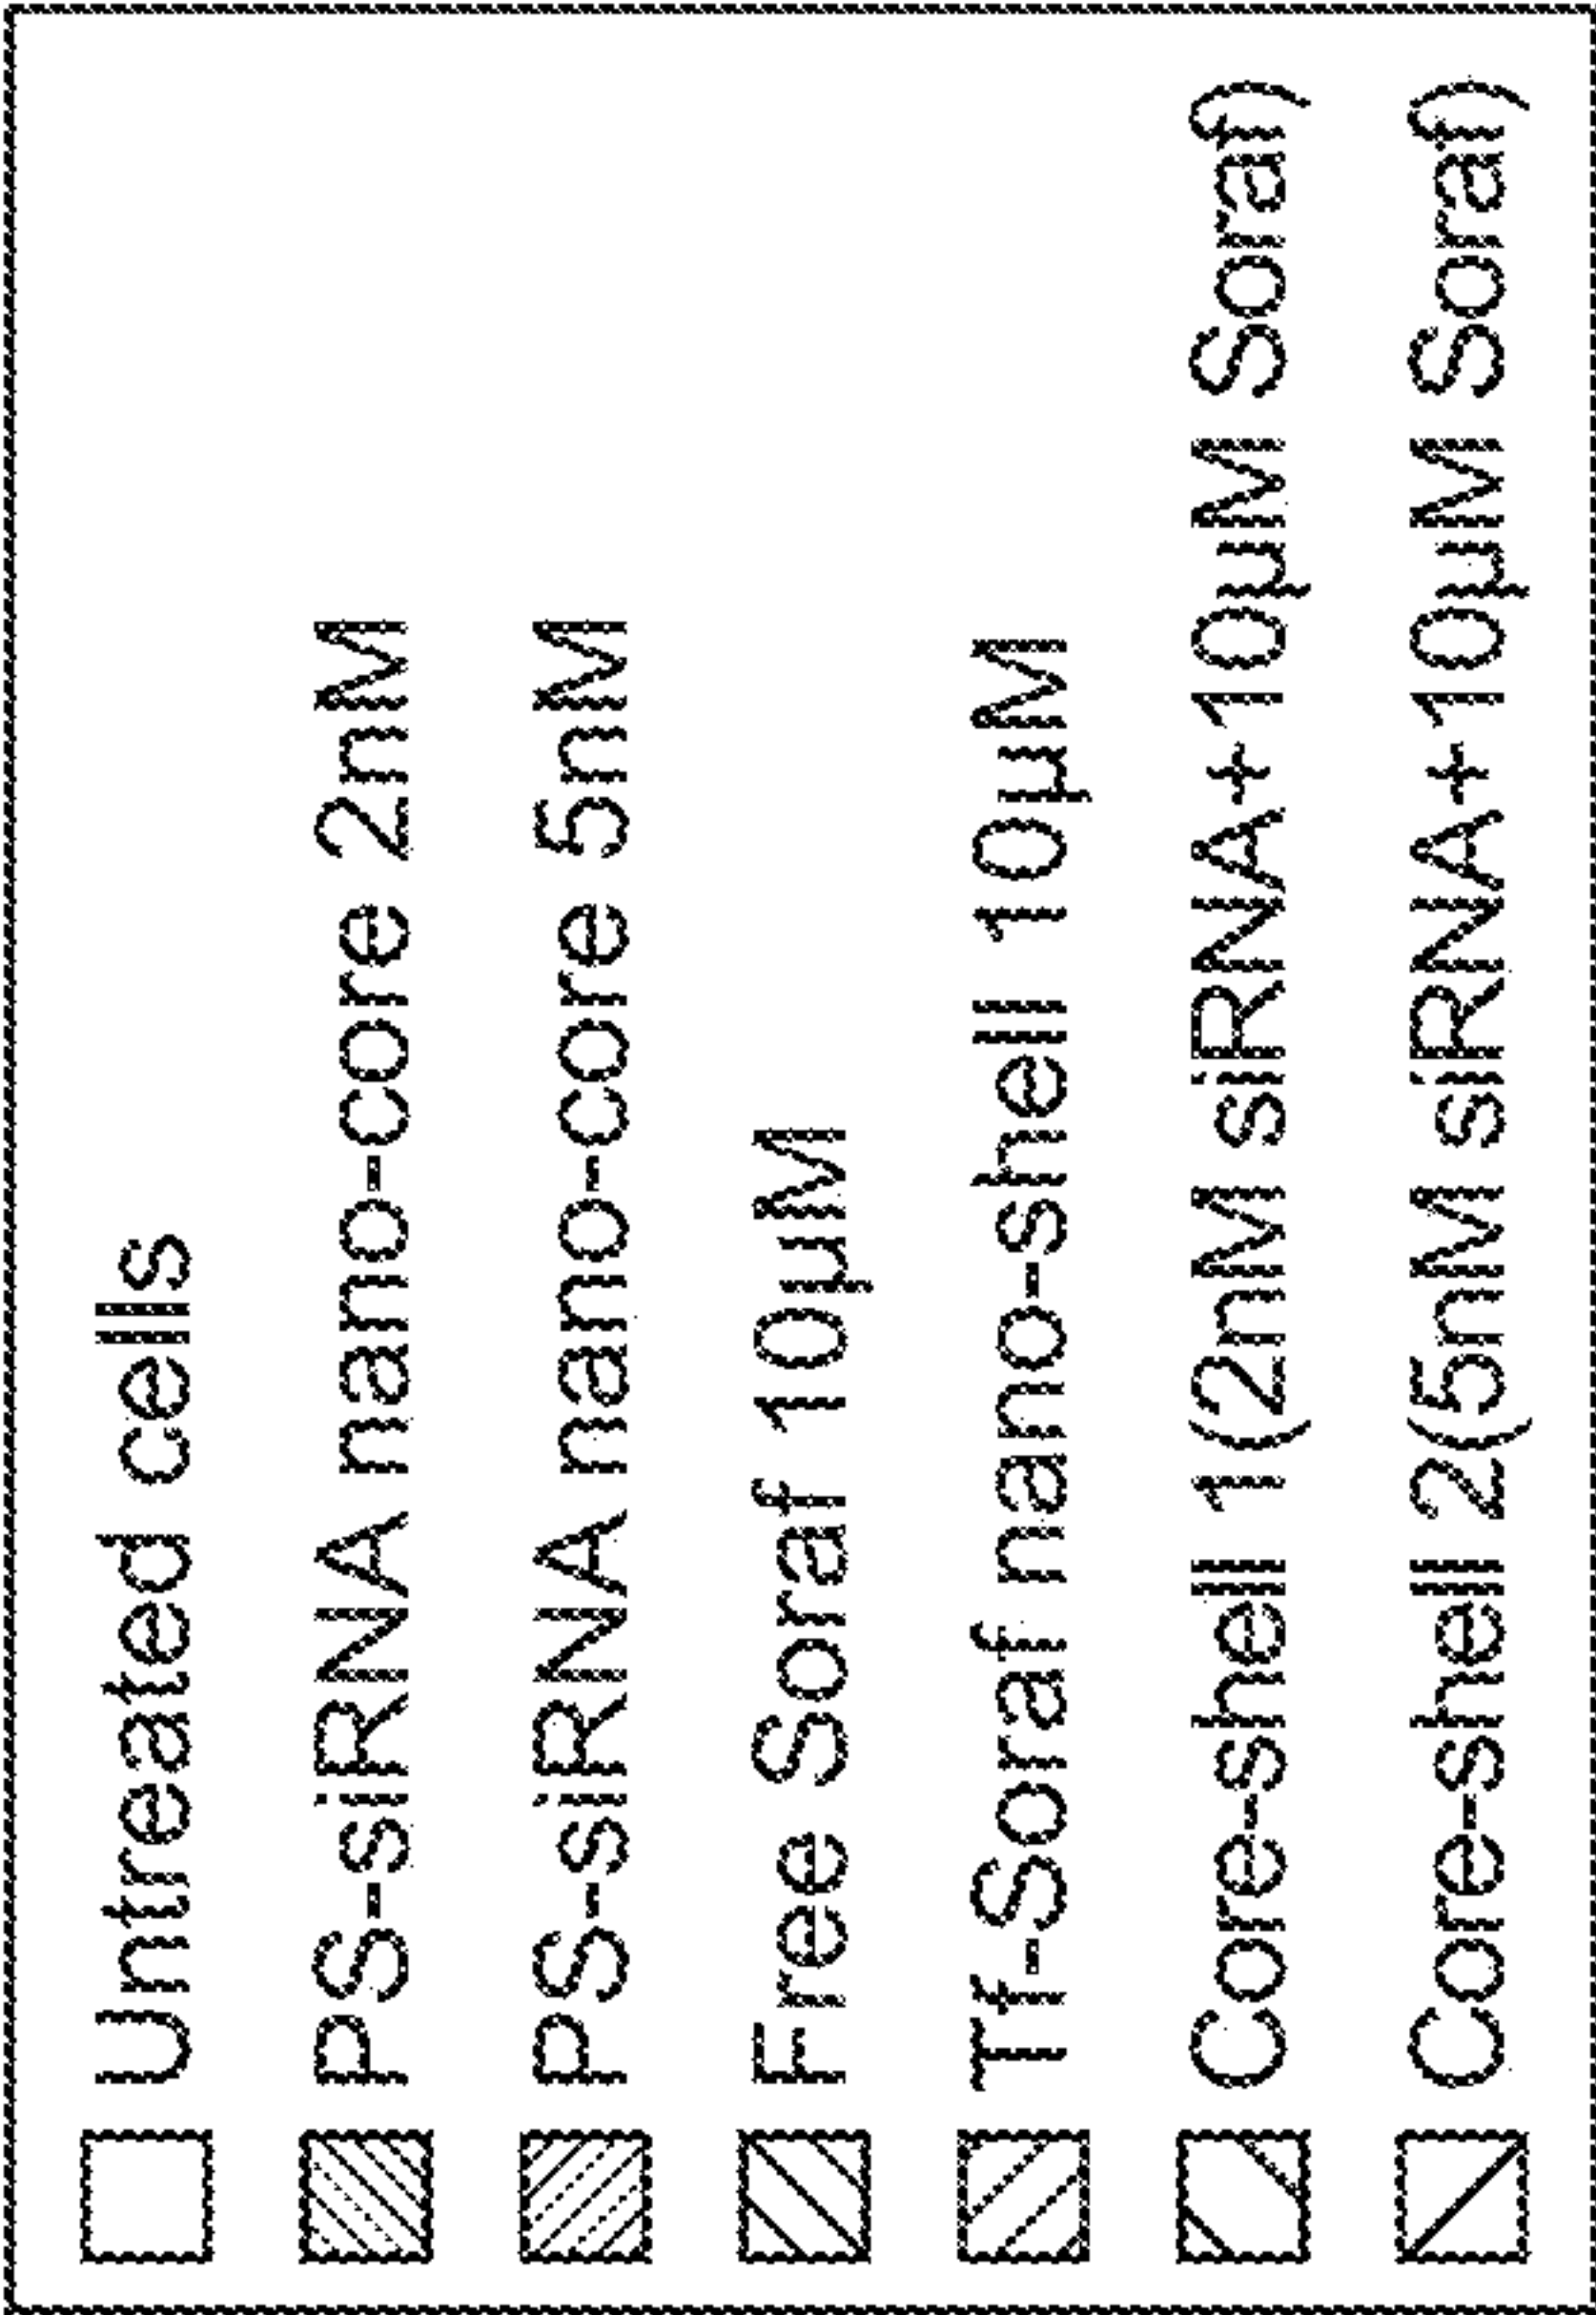 Untreated cells
PS-siRNA nano-core 2nM
PS-siRNA nano-core 5nM
Free Soraf 10µM
Tf-Soraf nano-shell 10µM
Core-shell 1(2nM siRNA+10µM Soraf)
Core-shell 2(5nM siRNA+10µM Soraf)